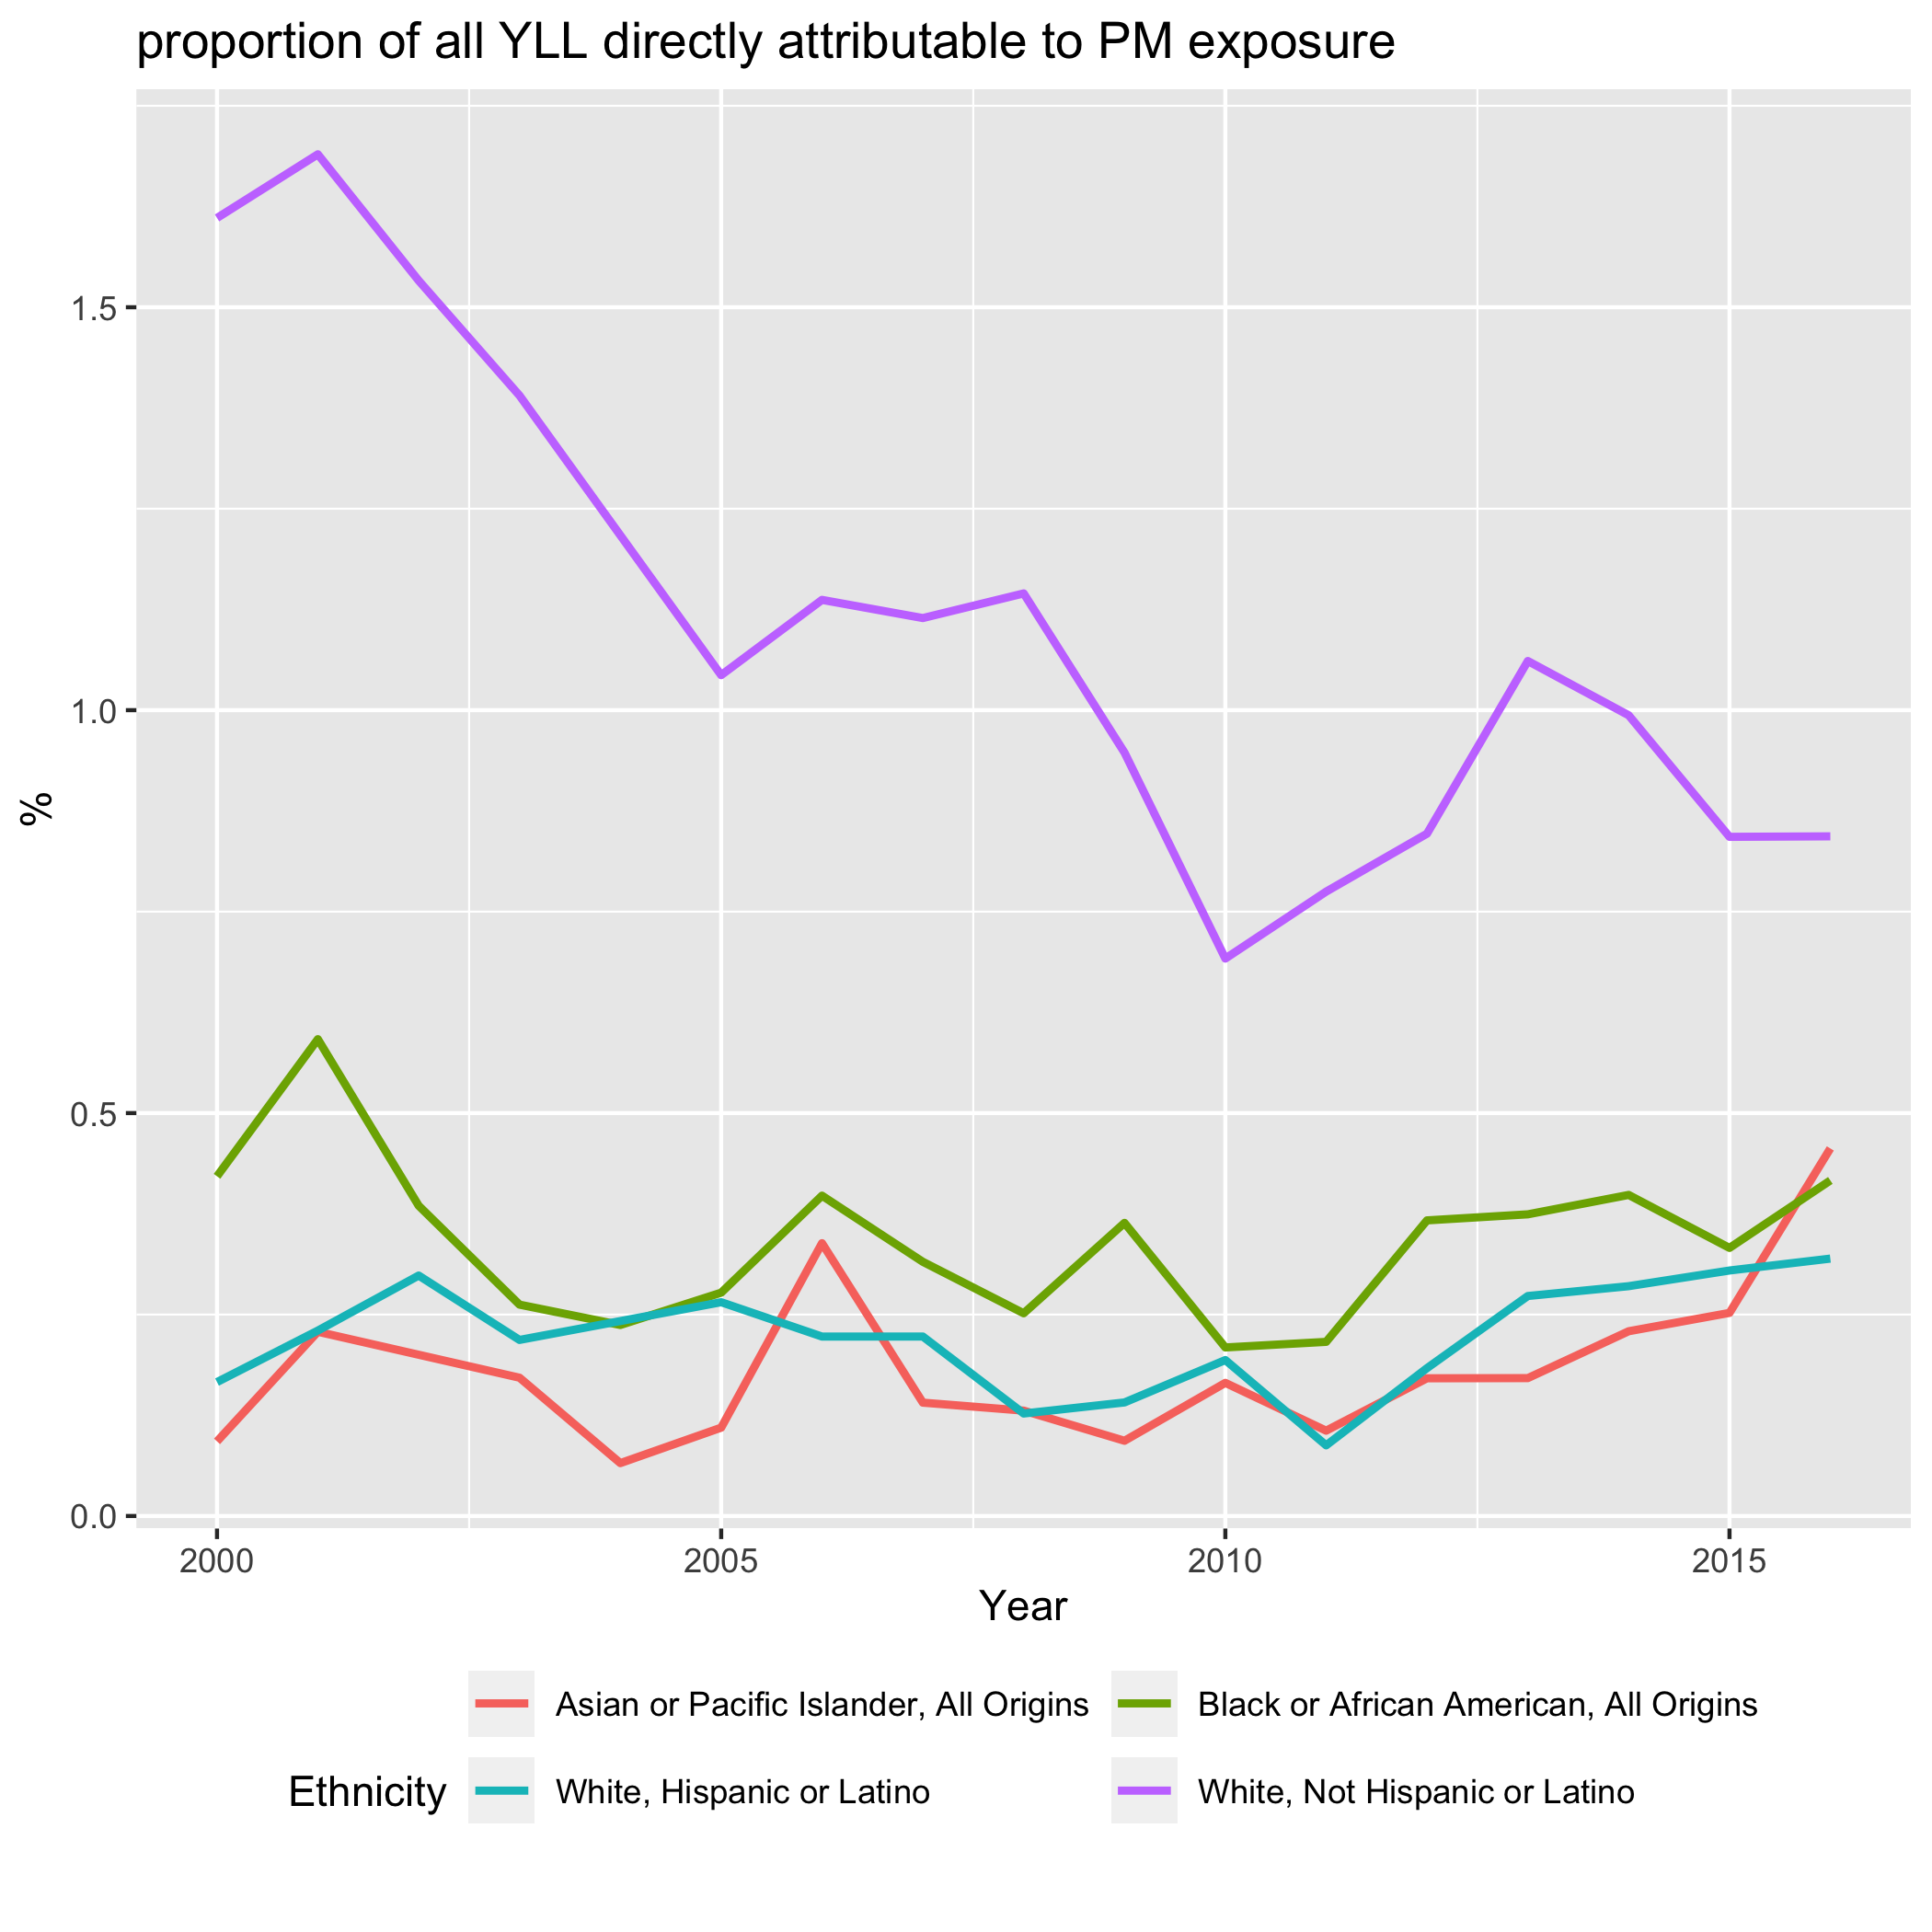 proportion of all YLL directly attributable to PM exposure
1.5
1.0
%
0.5
0.0
2000 2005 2010 2015
Year
Asian or Pacific Islander, All Origins Black or African American, All Origins
Ethnicity White, Hispanic or Latino White, Not Hispanic or Latino